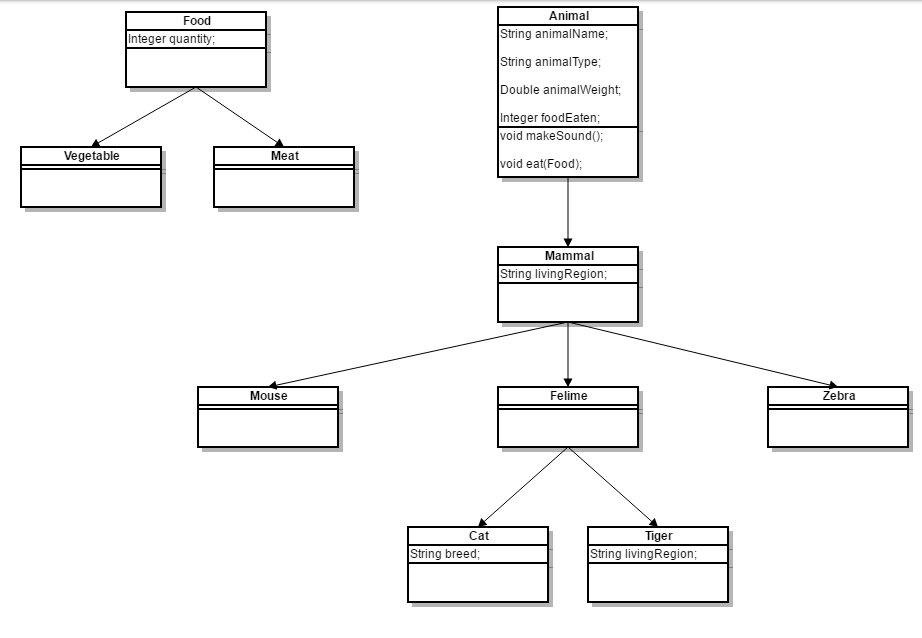 Food
Integer quantity;
Vegetable
Meat
Animal
String animalName;
String animalType;
Double animalWeight;
Integer foodEaten;
void makeSound();
void eat(Food);
Mammal
String livingRegion;
Mouse
Felime
Zebra
Cat
String breed;
Tiger
String livingRegion;